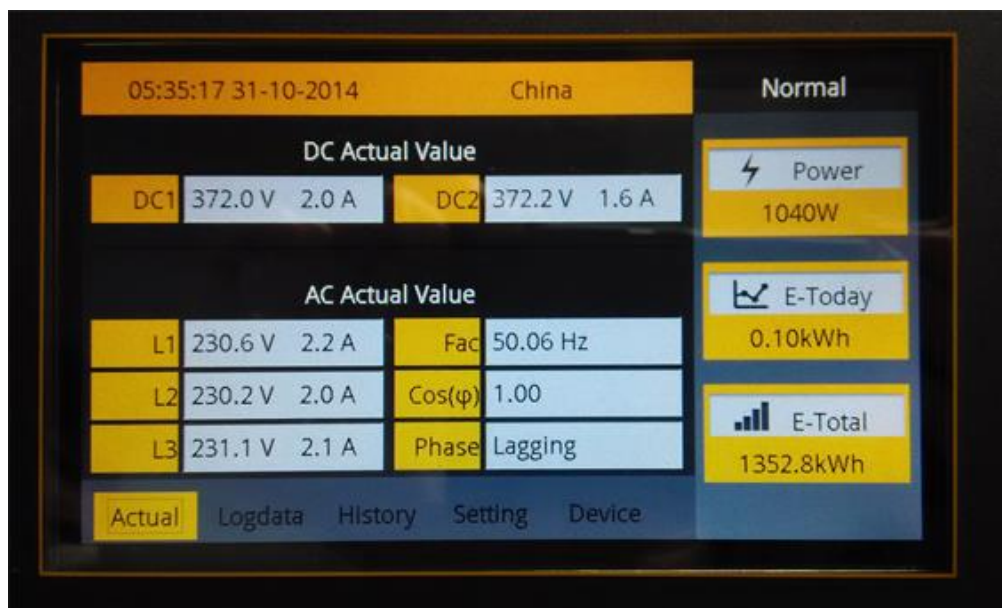 05:35:17 31-10-2014 China Normal
DC Actual Value
DC1 372.0 V 2.0 A DC2 372.2 V 1.6 A
Power
1040W
AC Actual Value
L1 230.6 V 2.2 A Fac 50.06 Hz
L2 230.2 V 2.0 A Cos(φ) 1.00
L3 231.1 V 2.1 A Phase Lagging
E-Today
0.10kWh
E-Total
1352.8kWh
Actual Logdata History Setting Device